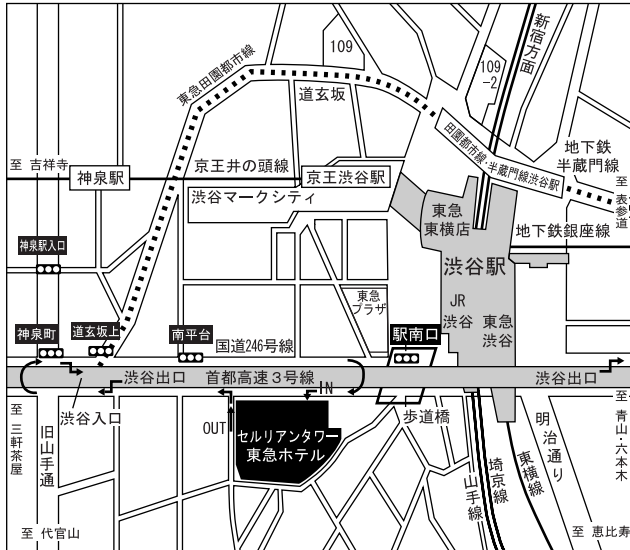 109
109
-2
新宿方面
東急田園都市線
道玄坂
田園都市線・半蔵門線渋谷駅
地下鉄
半蔵門線
至 吉祥寺
神泉駅
京王井の頭線
京王渋谷駅
渋谷マークシティ
至 表参道
東急
東横店
地下鉄銀座線
神泉駅入口
渋谷駅
東急
プラザ
JR
渋谷
東急
渋谷
神泉町
道玄坂上
南平台
国道246号線
駅南口
渋谷出口
首都高速3号線
IN
渋谷出口
渋谷入口
OUT
歩道橋
至 三軒茶屋
旧山手通
セルリアンタワー
東急ホテル
山手線
埼京線
東横線
明治通り
至 青山・六本木
至 代官山
至 恵比寿